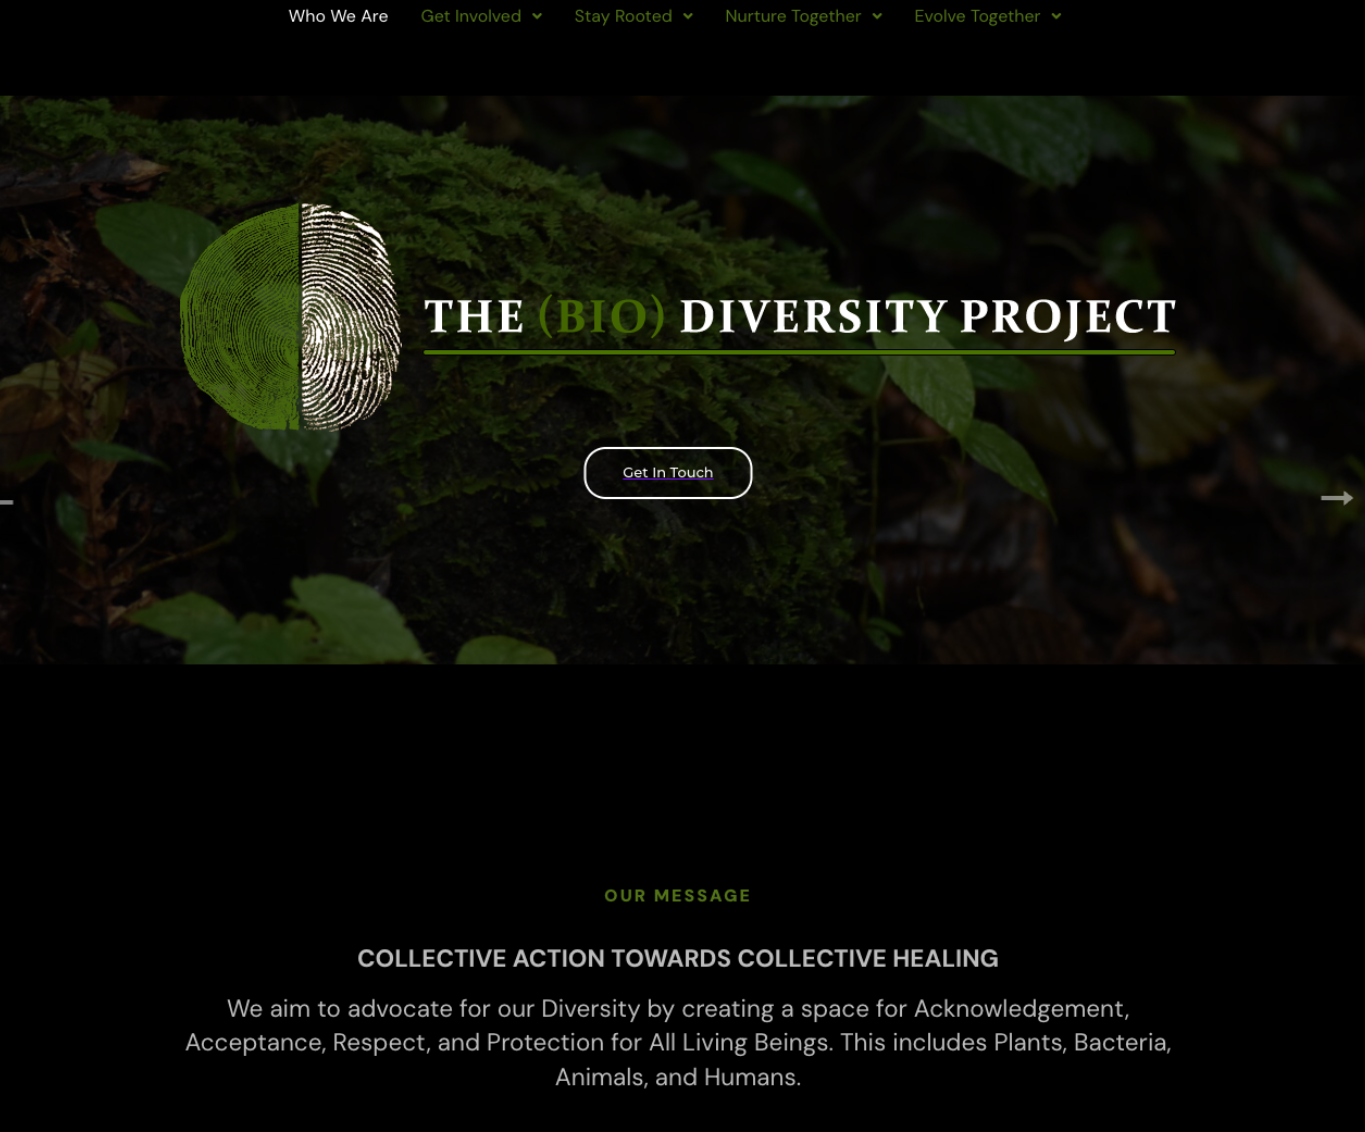 Who We Are Get Involved Stay Rooted Nurture Together Evolve Together
THE (BIO) DIVERSITY PROJECT
Get In Touch
OUR MESSAGE
COLLECTIVE ACTION TOWARDS COLLECTIVE HEALING
We aim to advocate for our Diversity by creating a space for Acknowledgement,
Acceptance, Respect, and Protection for All Living Beings. This includes Plants, Bacteria,
Animals, and Humans.